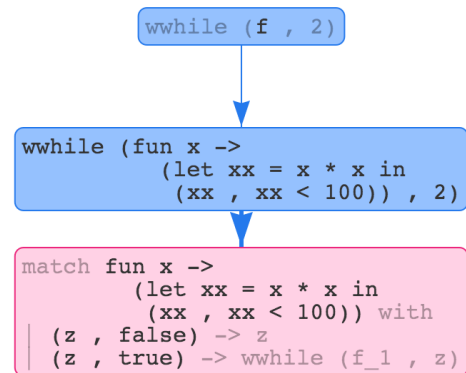 wwhile (f , 2)
wwhile (fun x ->
(let xx = x * x in
(xx , xx < 100)) , 2)
match fun x ->
(let xx = x * x in
(xx , xx < 100)) with
| (z , false) -> z
| (z , true) -> wwhile (f_1 , z)